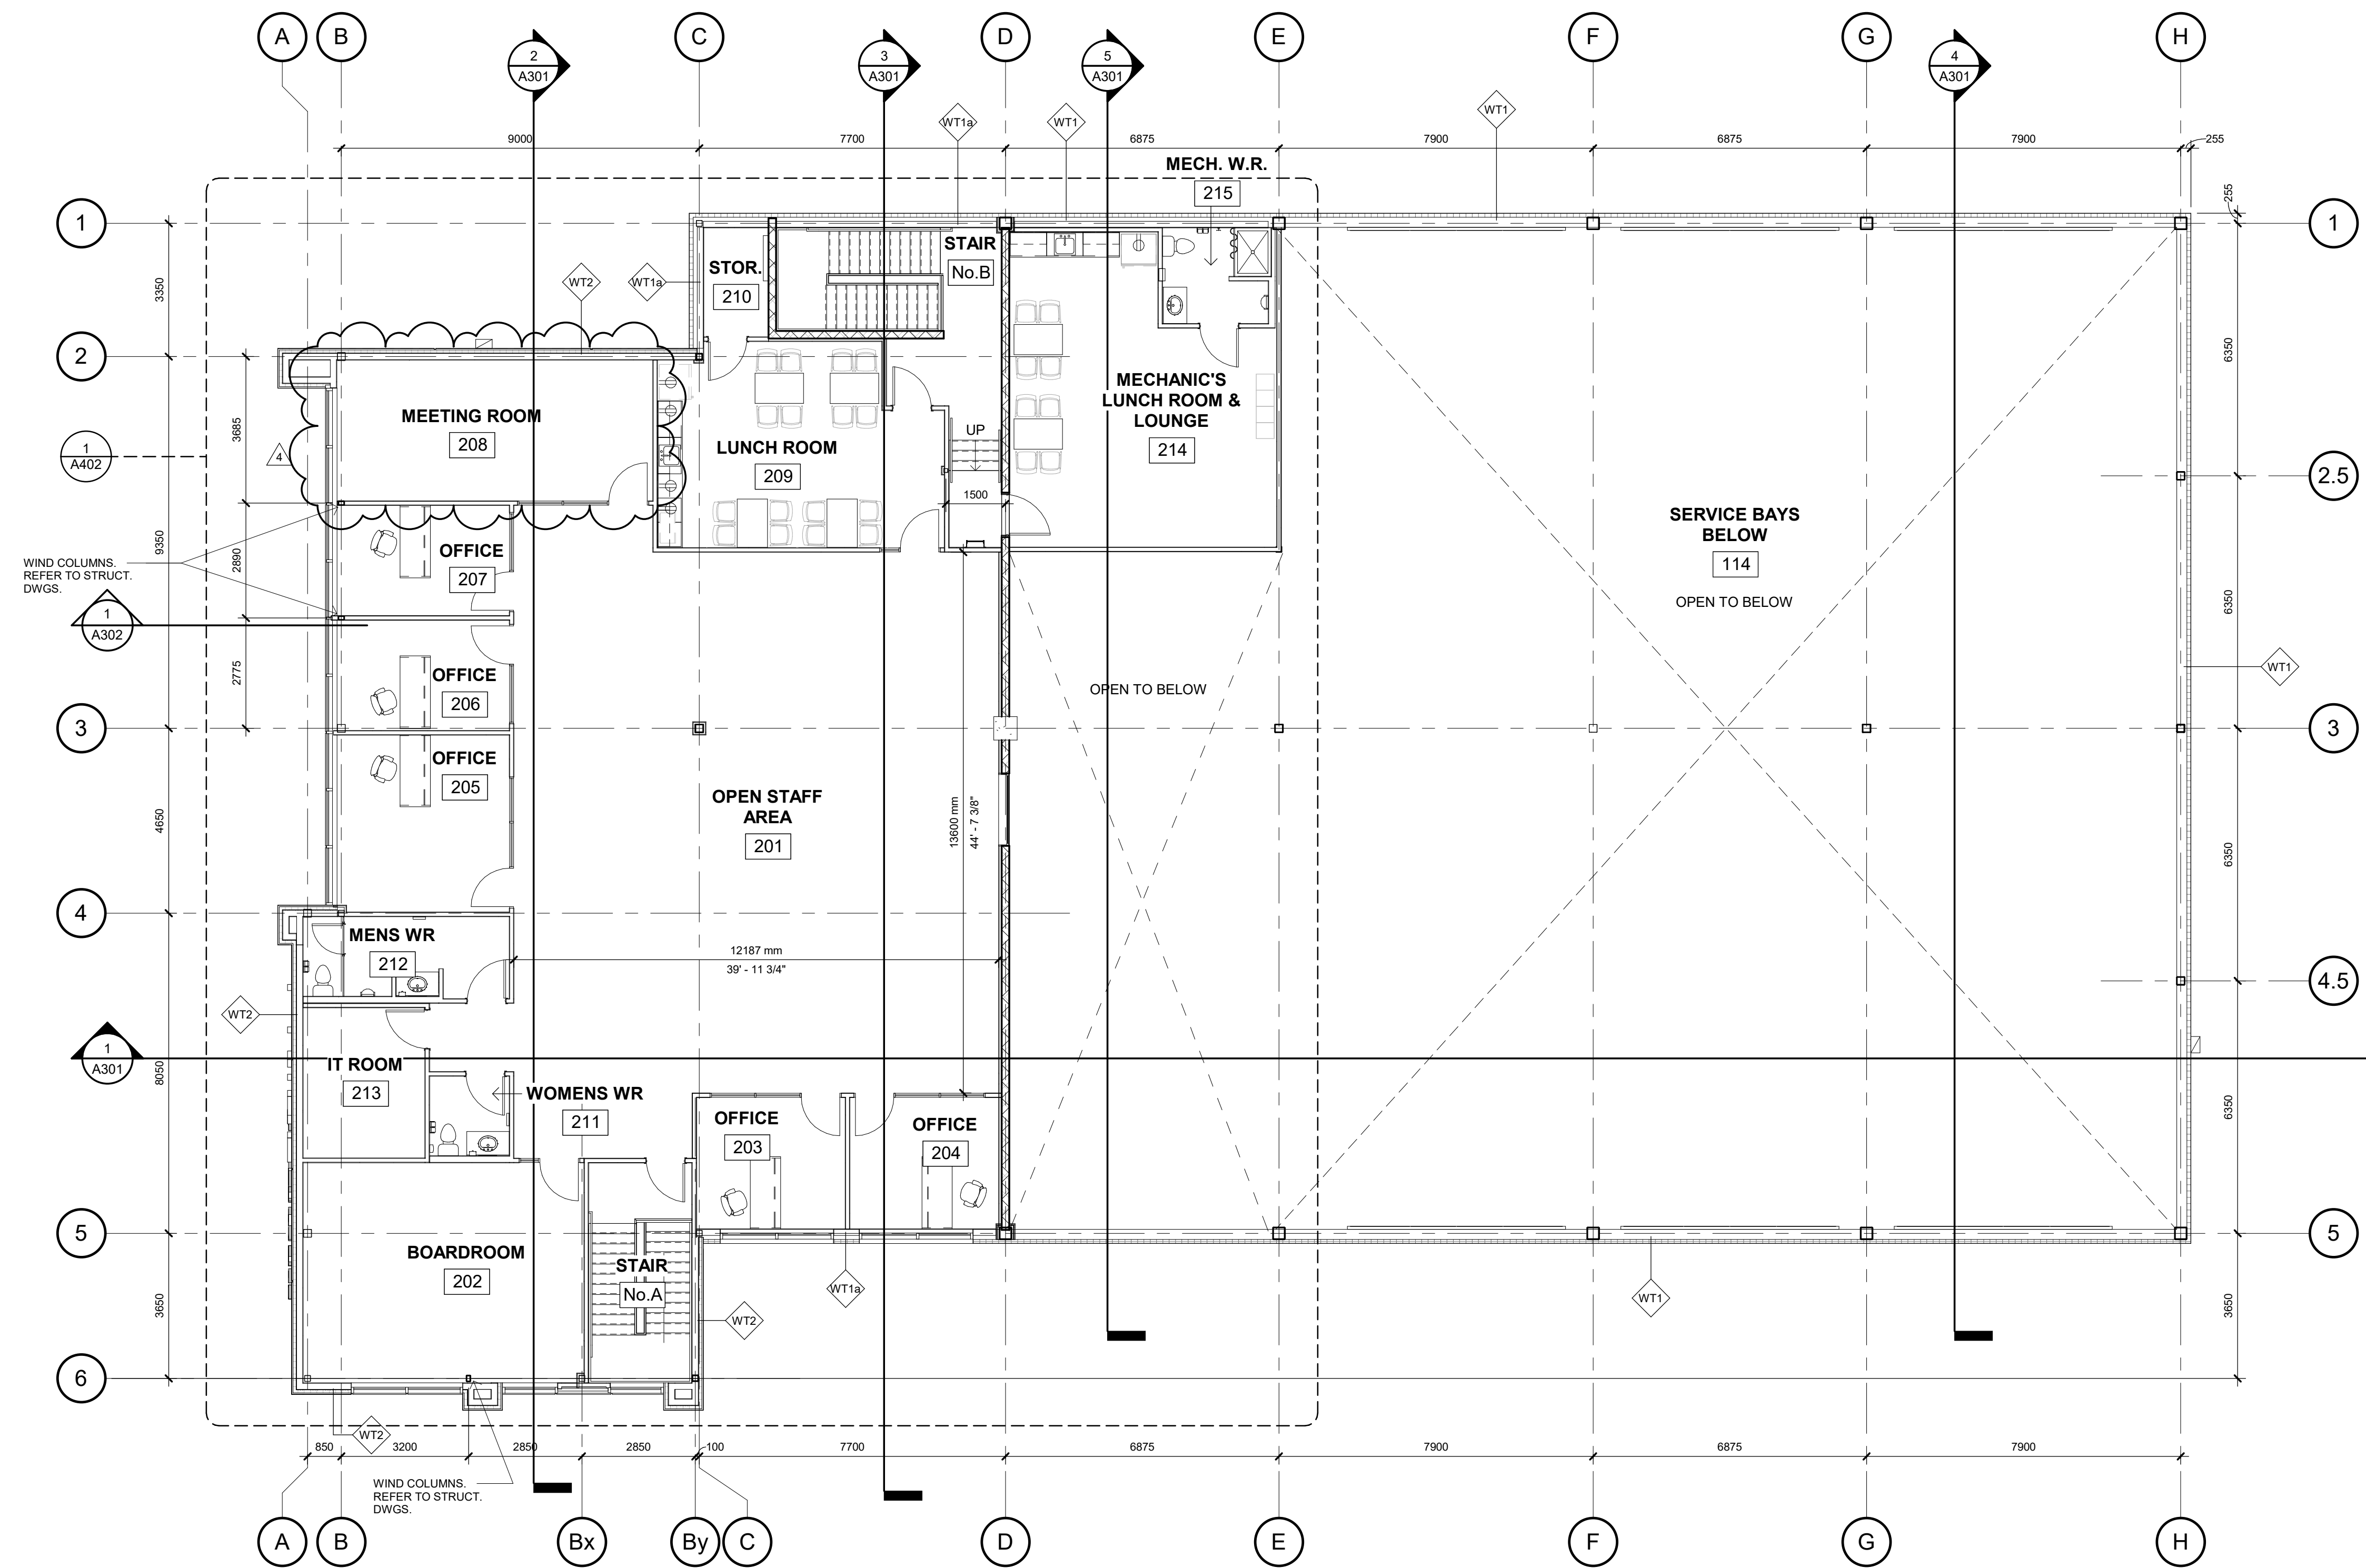 A
B
C
D
E
F
G
H
2
A301
3
A301
5
A301
4
A301
WT1a
WT1
WT1
9000
7700
6875
7900
6875
7900
255
MECH. W.R.
215
255
1
1
STAIR
No.B
STOR.
210
WT2
WT1a
3350
6350
2
MEETING ROOM
208
3685
4
1
A402
LUNCH ROOM
209
UP
1500
MECHANIC'S
LUNCH ROOM &
LOUNGE
214
2.5
SERVICE BAYS
BELOW
114
OPEN TO BELOW
9350
2890
OFFICE
207
WIND COLUMNS.
REFER TO STRUCT.
DWGS.
1
A302
6350
WT1
2775
OFFICE
206
OPEN TO BELOW
3
3
OFFICE
205
OPEN STAFF
AREA
201
13600 mm
44' - 7 3/8"
4650
6350
4
MENS WR
212
12187 mm
39' - 11 3/4"
4.5
WT2
1
A301
8050
IT ROOM
213
WOMENS WR
211
OFFICE
203
OFFICE
204
6350
5
5
BOARDROOM
202
STAIR
No.A
WT1a
WT1
WT2
3650
3650
6
WT2
850
3200
2850
2850
100
7700
6875
7900
6875
7900
WIND COLUMNS.
REFER TO STRUCT.
DWGS.
A
B
Bx
By
C
D
E
F
G
H